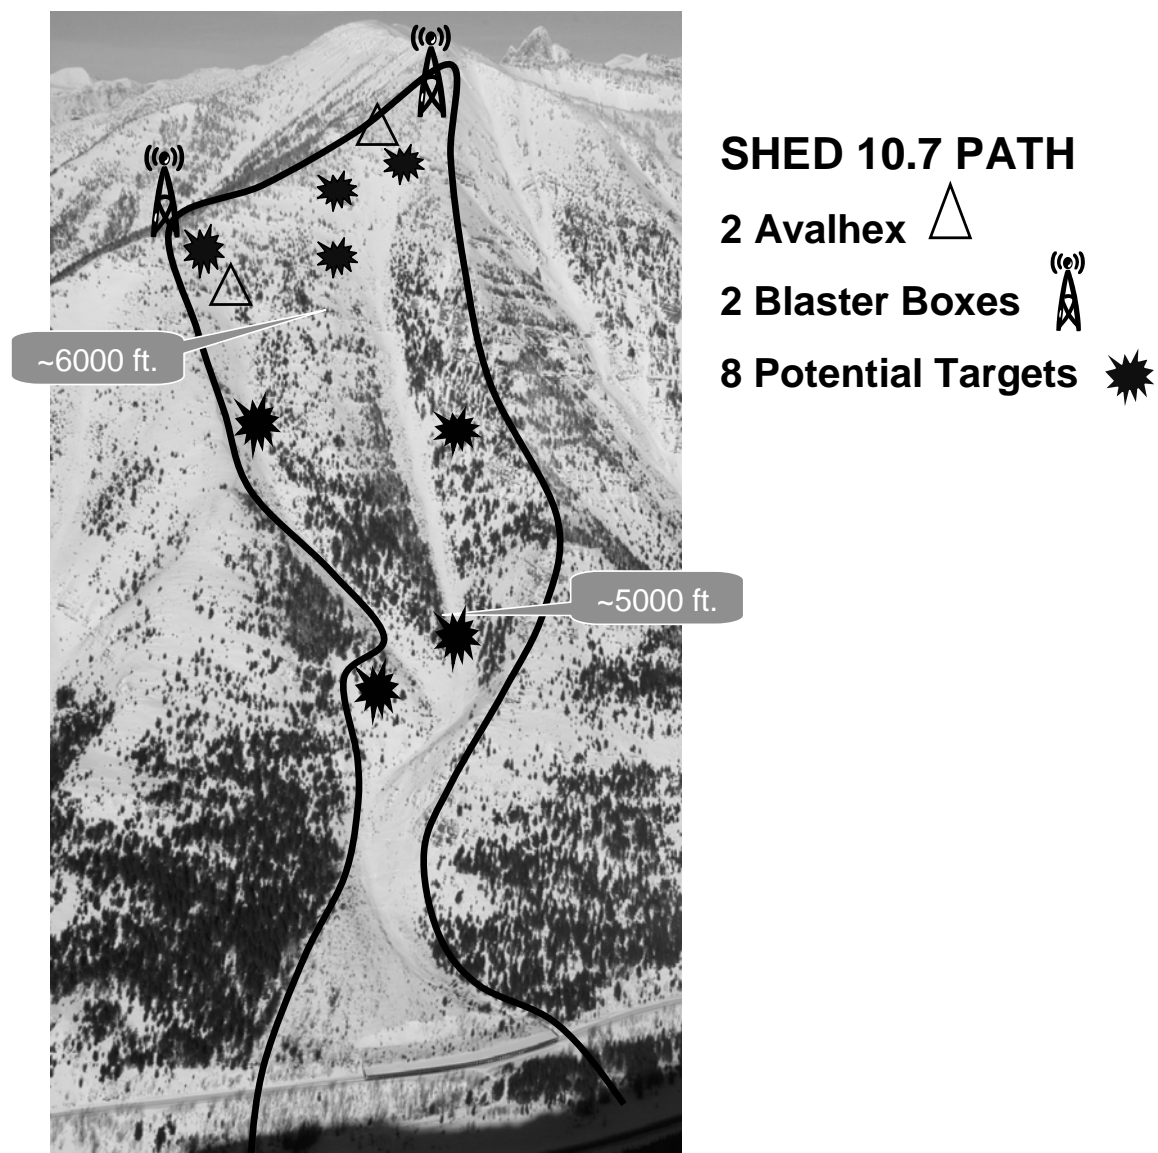 SHED 10.7 PATH
2 Avalhex
2 Blaster Boxes
8 Potential Targets
~6000 ft.
~5000 ft.